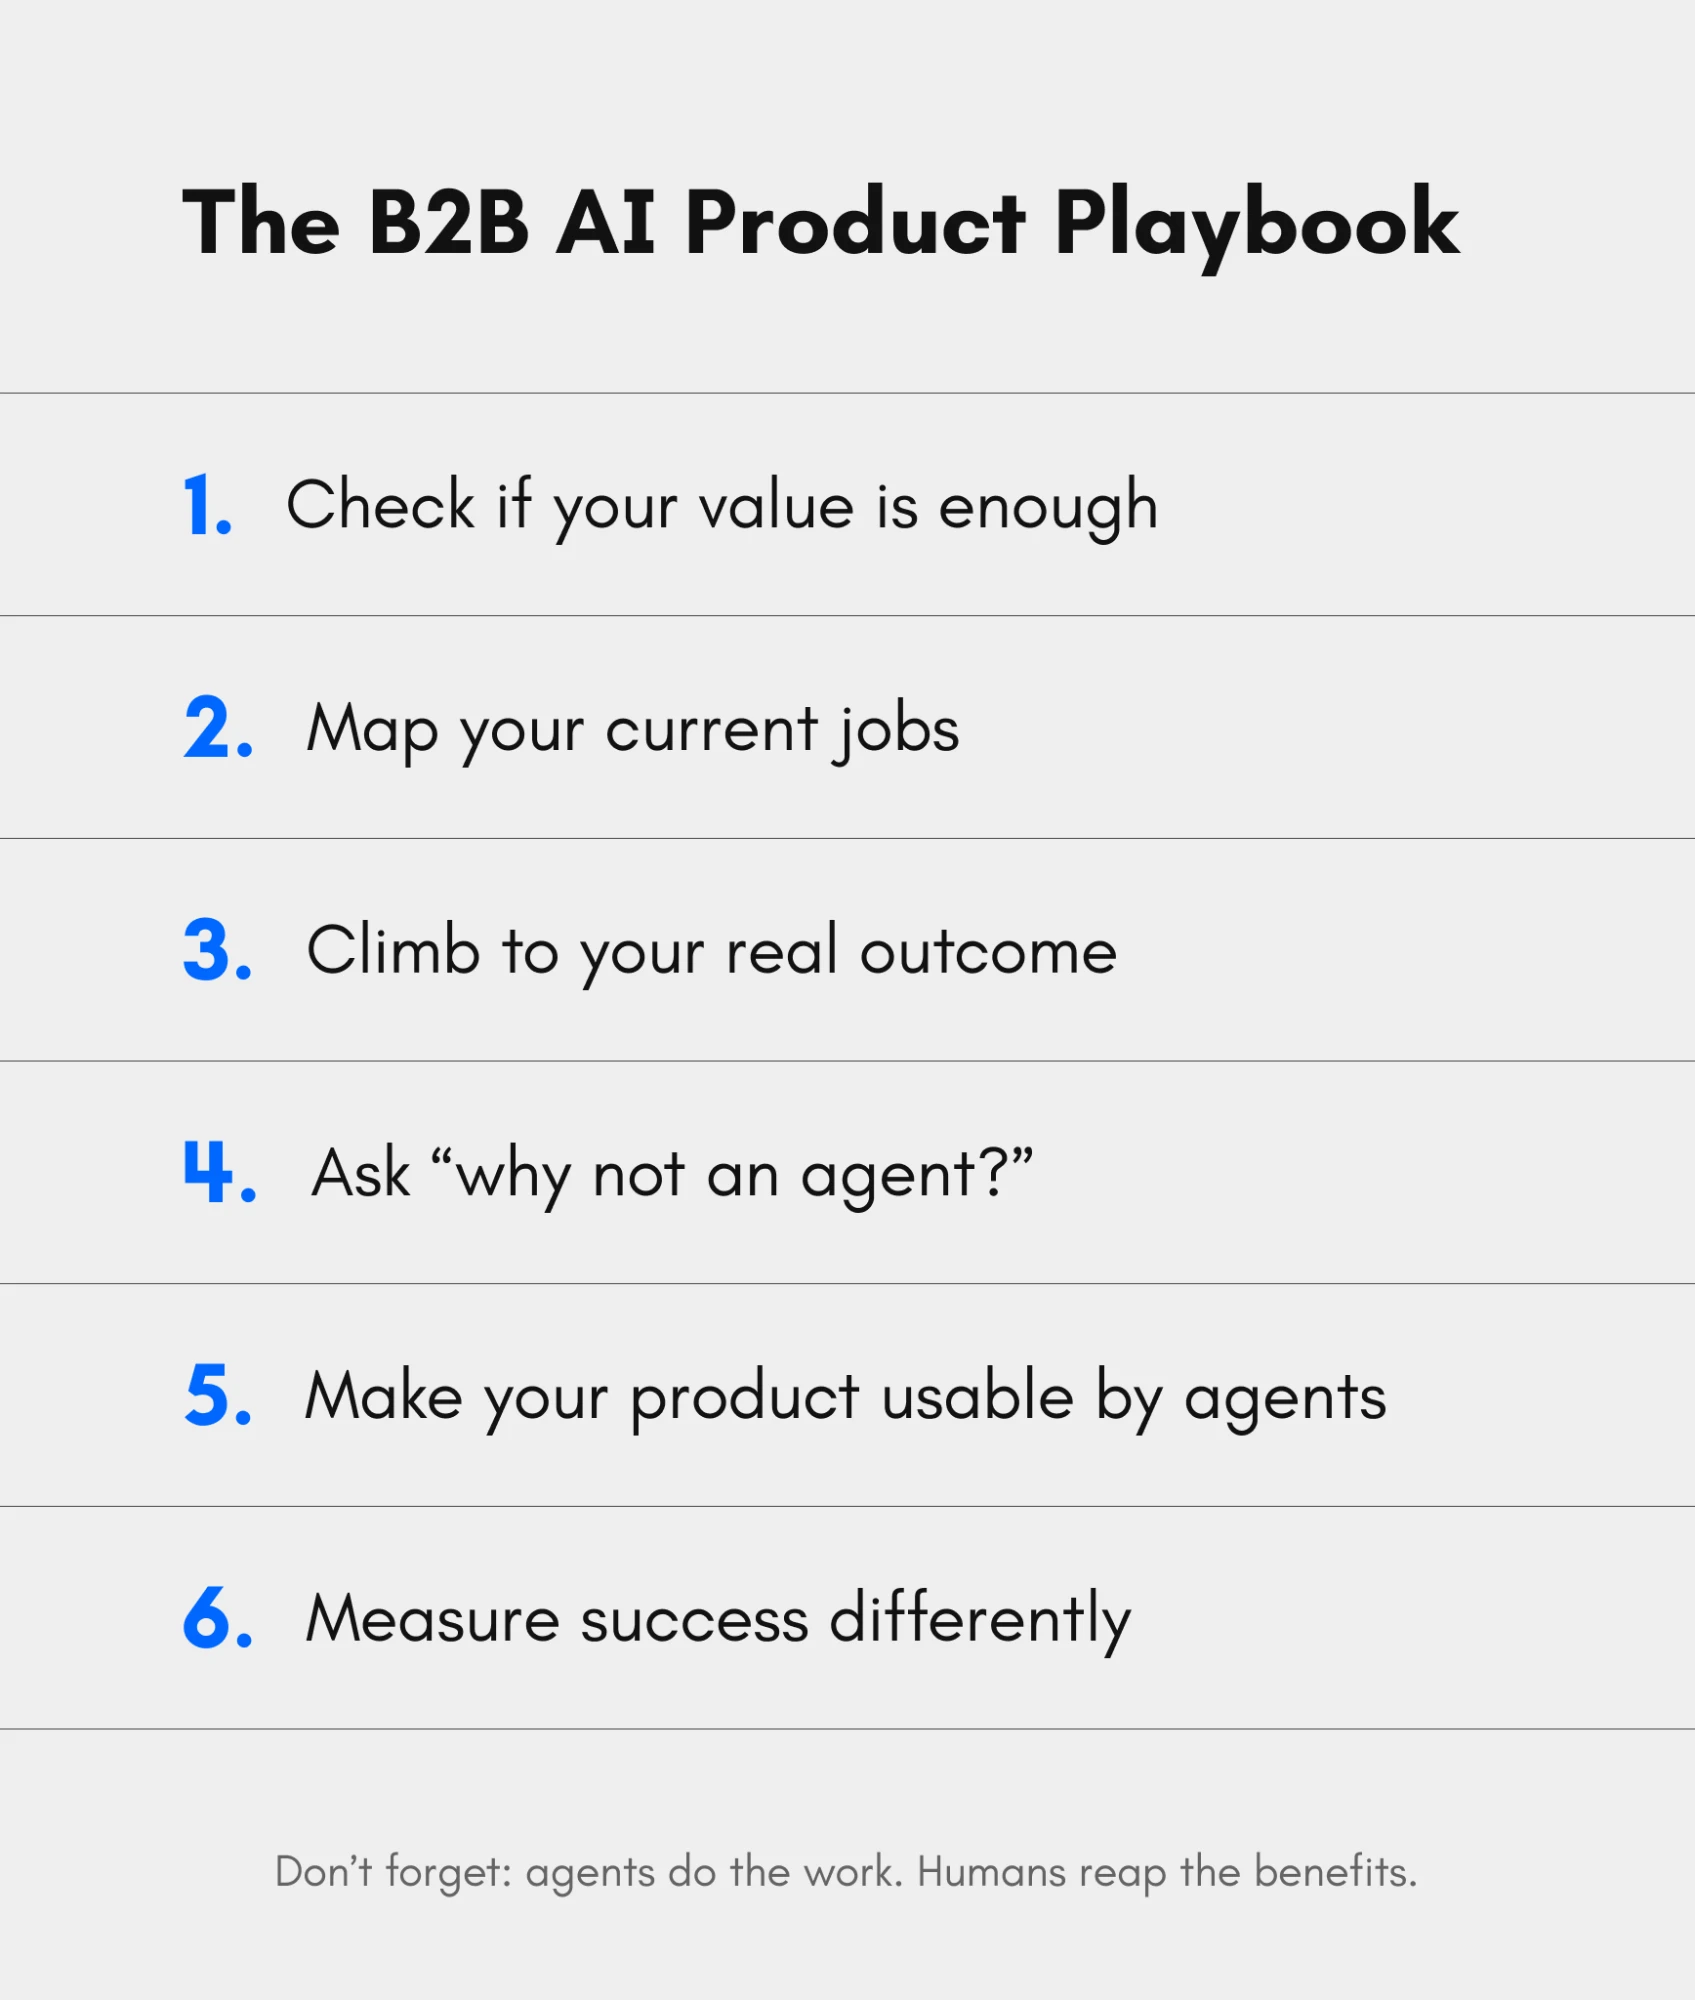 The B2B AI Product Playbook
1. Check if your value is enough
2. Map your current jobs
3. Climb to your real outcome
4. Ask “why not an agent?”
5. Make your product usable by agents
6. Measure success differently
Don’t forget: agents do the work. Humans reap the benefits.